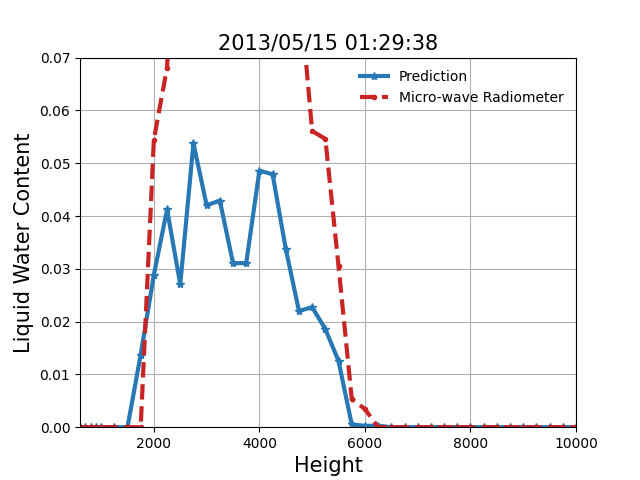 2013/05/15 01:29:38
Prediction
Micro-wave Radiometer
Liquid Water Content
0.07
0.06
0.05
0.04
0.03
0.02
0.01
0.00
2000 4000 6000 8000 10000
Height